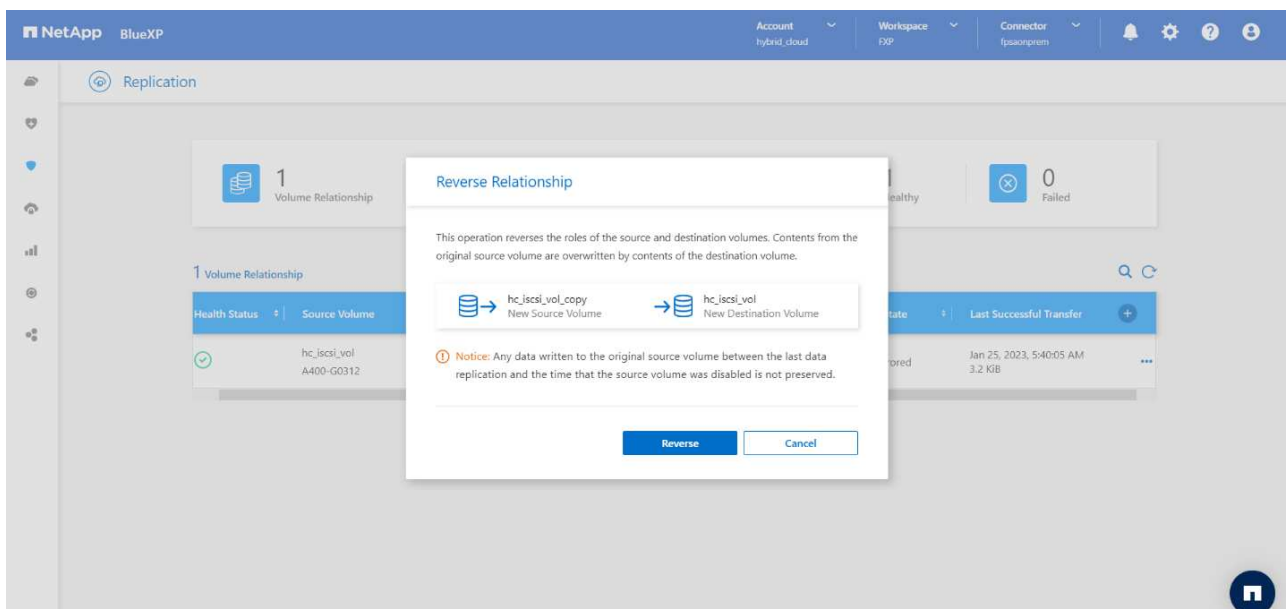 NetApp BlueXP
Account
hybrid_cloud
Workspace
FXP
Connector
fpsaonprem
Replication
1
Volume Relationship
ealthy
0
Failed
Reverse Relationship
This operation reverses the roles of the source and destination volumes. Contents from the
original source volume are overwritten by contents of the destination volume.
hc_iscsi_vol_copy
New Source Volume
hc_iscsi_vol
New Destination Volume
Notice: Any data written to the original source volume between the last data
replication and the time that the source volume was disabled is not preserved.
Reverse
Cancel
1 Volume Relationship
Health Status
Source Volume
tate
Last Successful Transfer
hc_iscsi_vol
A400-G0312
rored
Jan 25, 2023, 5:40:05 AM
3.2 KiB